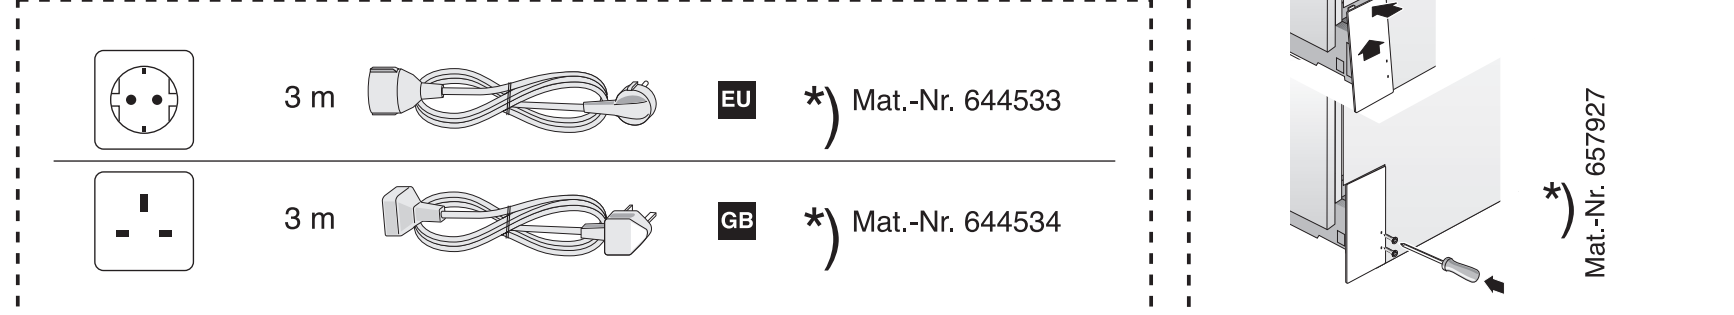 3 m EU *) Mat.-Nr. 644533
3 m GB *) Mat.-Nr. 644534
*) Mat.-Nr. 657927